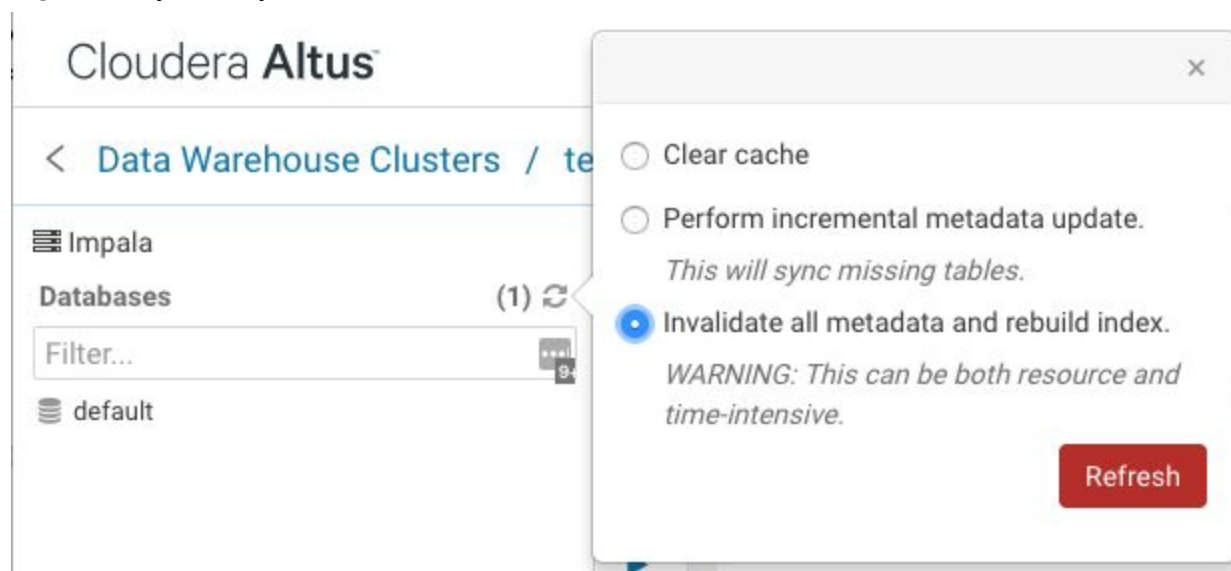 Cloudera Altus
< Data Warehouse Clusters / te
Impala
Databases (1)
Filter...
9+
default
×
Clear cache
Perform incremental metadata update.
This will sync missing tables.
Invalidate all metadata and rebuild index.
WARNING: This can be both resource and
time-intensive.
Refresh